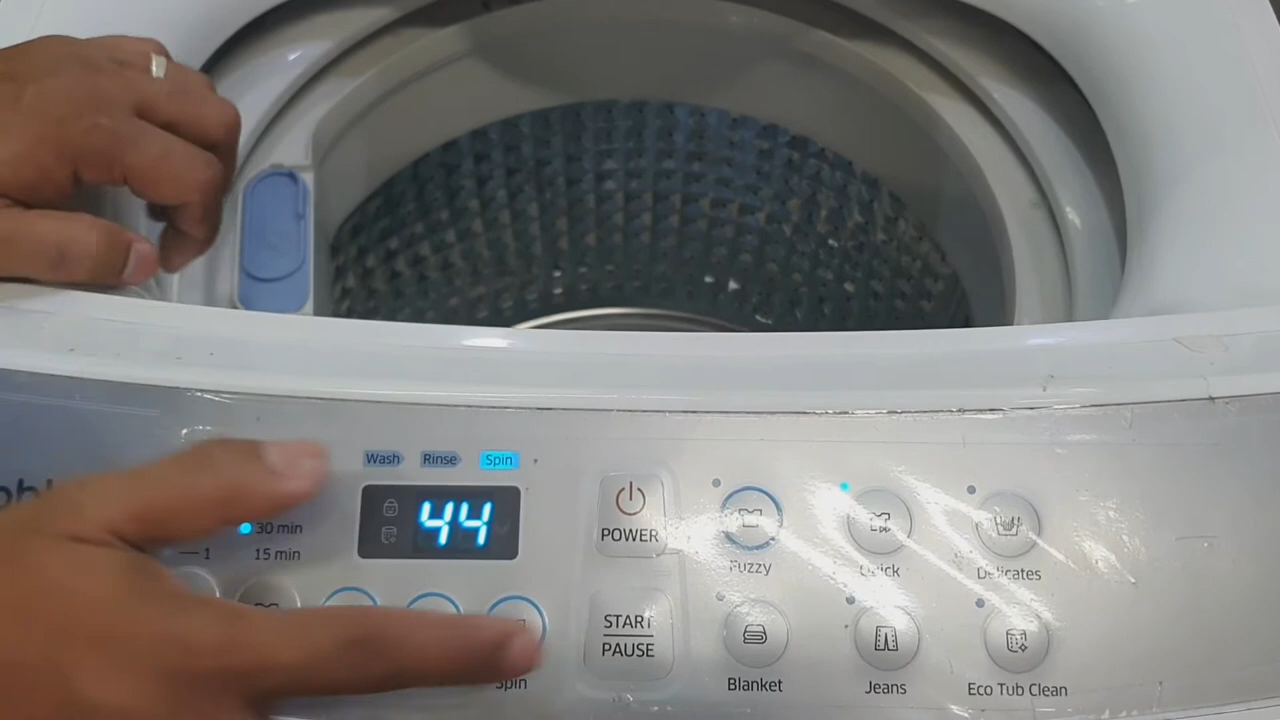 Wash Rinse Spin
44
30 min
1 15 min
POWER
START
PAUSE
Spin
Fuzzy Quick Delicates
Blanket Jeans Eco Tub Clean